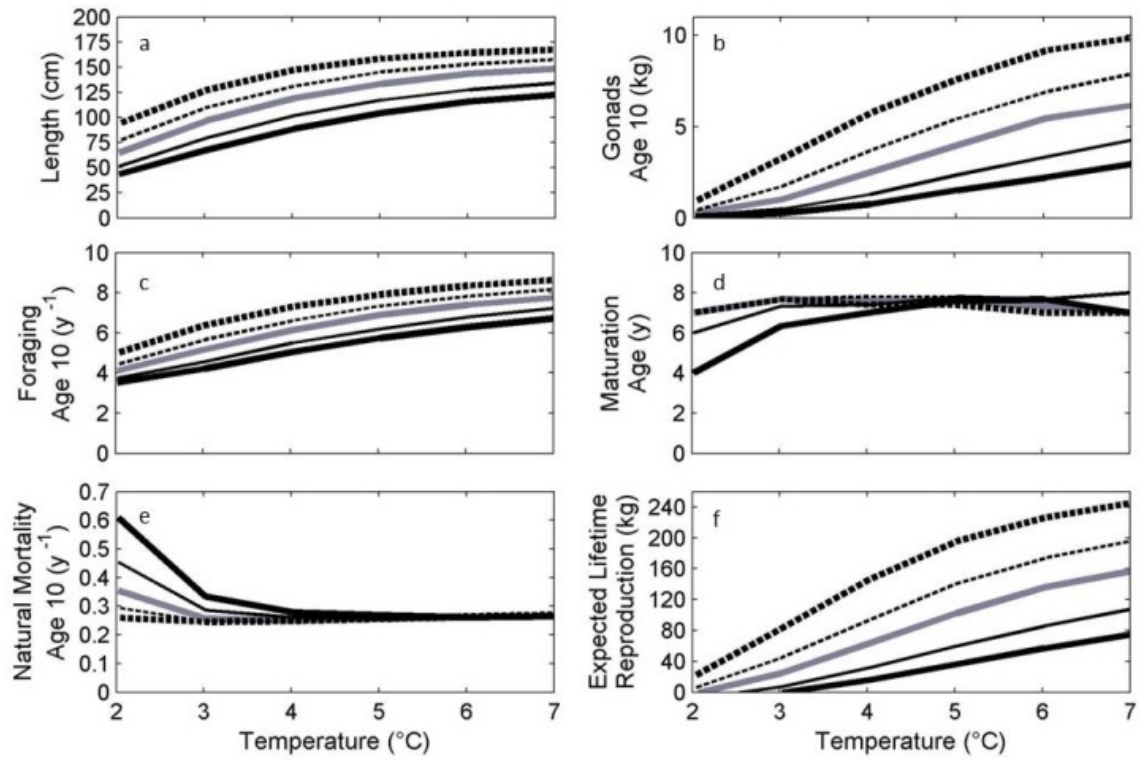 200
175
150
125
100
75
50
25
0
Length (cm)
a
10
5
0
Gonads
Age 10 (kg)
b
10
8
6
4
2
0
Foraging
Age 10 (y -1)
c
10
8
6
4
2
0
Maturation
Age (y)
d
0.7
0.6
0.5
0.4
0.3
0.2
0.1
0
Natural Mortality
Age 10 (y -1)
e
2 3 4 5 6 7
Temperature (°C)
240
200
160
120
80
40
0
Expected Lifetime
Reproduction (kg)
f
2 3 4 5 6 7
Temperature (°C)